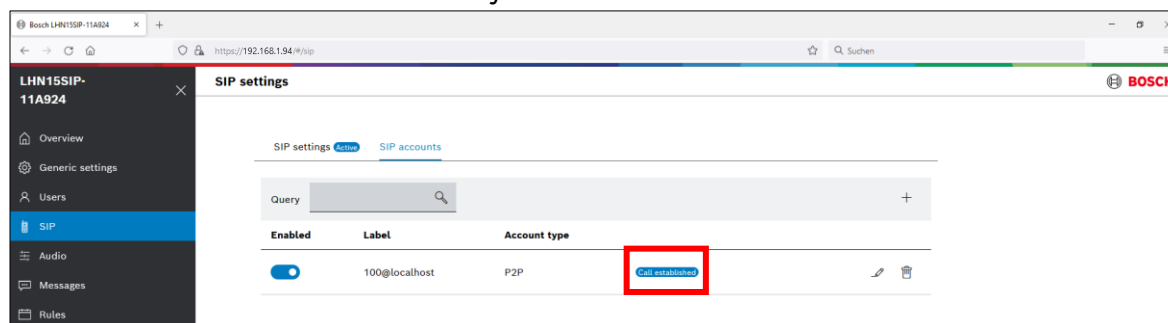 Bosch LHN15SIP-11A924
https://192.168.1.94/#/sip
Suchen
LHN15SIP-
11A924
SIP settings
BOSCH
Overview
Generic settings
Users
SIP
Audio
Messages
Rules
SIP settings Active SIP accounts
Query
Enabled Label Account type
100@localhost P2P Call established